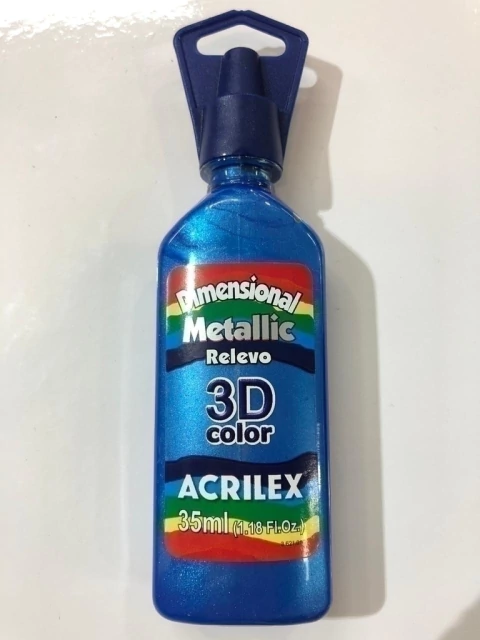 Dimensional
Metallic
Relevo
3D
color
ACRILEX
35ml (1.18 Fl.Oz.)